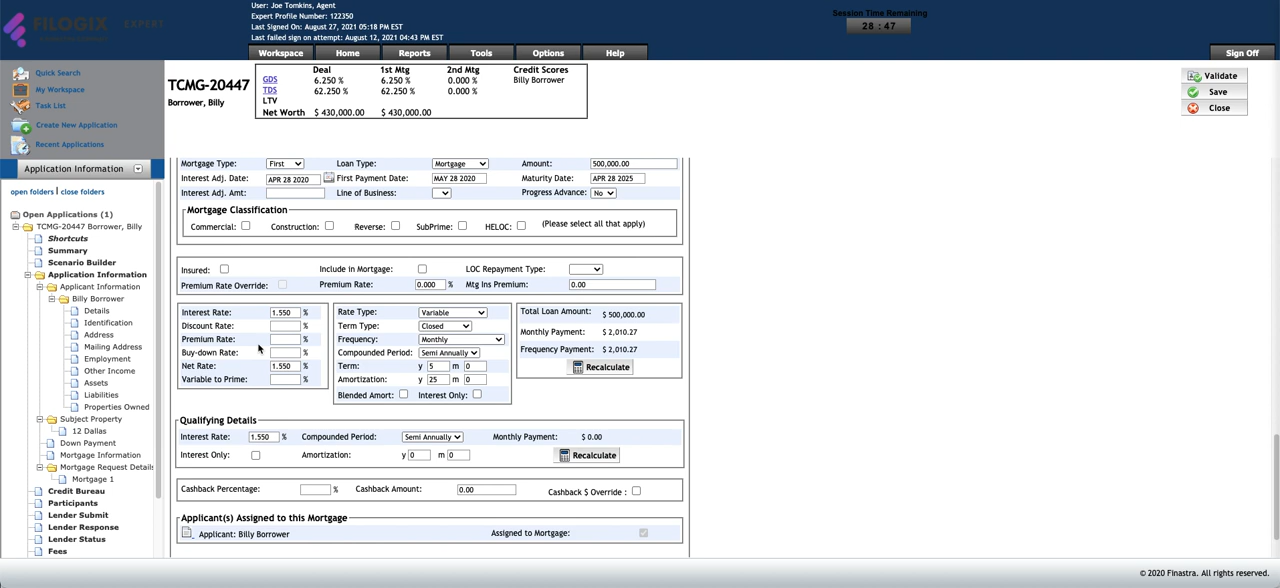 FILOGIX EXPERT
User: Joe Tomkins, Agent
Expert Profile Number: 122350
Last Signed On: August 27, 2021 05:18 PM EST
Last failed sign on attempt: August 12, 2021 04:43 PM EST
Session Time Remaining
28 : 47
Workspace Home Reports Tools Options Help Sign Off
Quick Search
My Workspace
Task List
Create New Application
Recent Applications
TCMG-20447
Borrower, Billy
Deal 1st Mtg 2nd Mtg Credit Scores
GDS 6.250 % 6.250 % 0.000 % Billy Borrower
TDS 62.250 % 62.250 % 0.000 %
LTV
Net Worth $ 430,000.00 $ 430,000.00
Validate
Save
Close
Application Information
open folders | close folders
Open Applications (1)
TCMG-20447 Borrower, Billy
Shortcuts
Summary
Scenario Builder
Application Information
Applicant Information
Billy Borrower
Details
Identification
Address
Mailing Address
Employment
Other Income
Assets
Liabilities
Properties Owned
Subject Property
12 Dallas
Down Payment
Mortgage Information
Mortgage Request Details
Mortgage 1
Credit Bureau
Participants
Lender Submit
Lender Response
Lender Status
Fees
Mortgage Type: First Loan Type: Mortgage Amount: 500,000.00
Interest Adj. Date: APR 28 2020 First Payment Date: MAY 28 2020 Maturity Date: APR 28 2025
Interest Adj. Amt: Line of Business: Progress Advance: No
Mortgage Classification
Commercial: Construction: Reverse: SubPrime: HELOC: (Please select all that apply)
Insured: Include in Mortgage: LOC Repayment Type:
Premium Rate Override: Premium Rate: 0.000 % Mtg Ins Premium: 0.00
Interest Rate: 1.550 %
Discount Rate: %
Premium Rate: %
Buy-down Rate: %
Net Rate: 1.550 %
Variable to Prime: %
Rate Type: Variable
Term Type: Closed
Frequency: Monthly
Compounded Period: Semi Annually
Term: y 5 m 0
Amortization: y 25 m 0
Blended Amort: Interest Only:
Total Loan Amount: $ 500,000.00
Monthly Payment: $ 2,010.27
Frequency Payment: $ 2,010.27
Recalculate
Qualifying Details
Interest Rate: 1.550 % Compounded Period: Semi Annually Monthly Payment: $ 0.00
Interest Only: Amortization: y 0 m 0 Recalculate
Cashback Percentage: % Cashback Amount: 0.00 Cashback $ Override :
Applicant(s) Assigned to this Mortgage
Applicant: Billy Borrower Assigned to Mortgage:
© 2020 Finastra. All rights reserved.